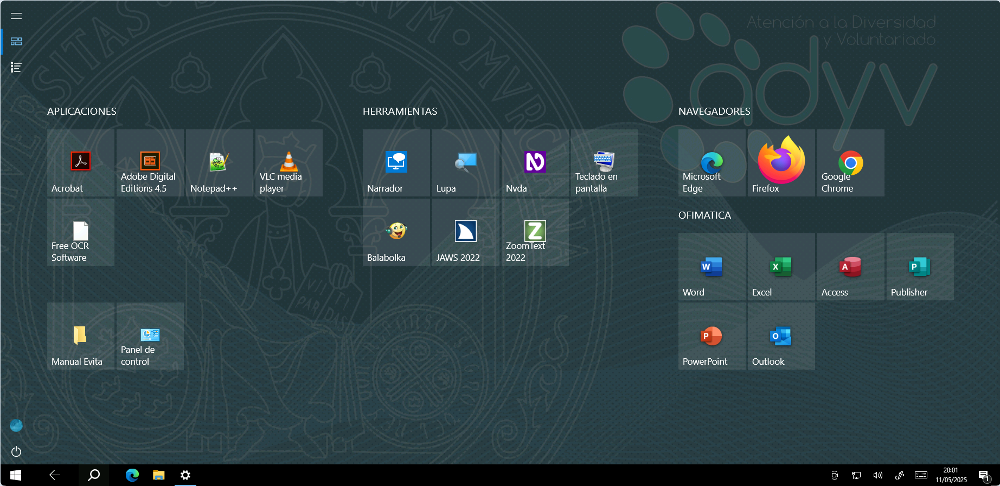 Atención a la Diversidad
y Voluntariado
adyv
APLICACIONES
Acrobat
Adobe Digital
Editions 4.5
Notepad++
VLC media
player
Free OCR
Software
Manual Evita
Panel de
control
HERRAMIENTAS
Narrador
Lupa
Nvda
Teclado en
pantalla
Balabolka
JAWS 2022
ZoomText
2022
NAVEGADORES
Microsoft
Edge
Firefox
Google
Chrome
OFIMATICA
Word
Excel
Access
Publisher
PowerPoint
Outlook
20:01
11/05/2025
1